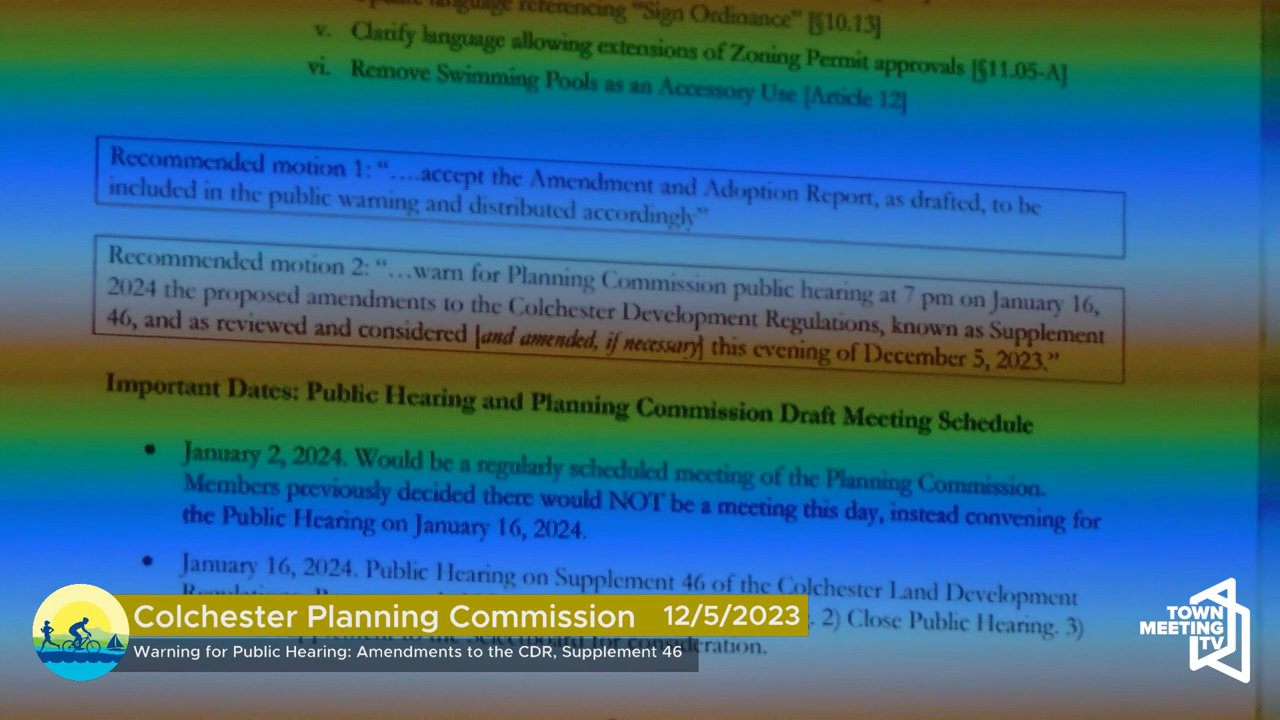 language referencing “Sign Ordinance” [§10.13]
v. Clarify language allowing extensions of Zoning Permit approvals [§11.05-A]
vi. Remove Swimming Pools as an Accessory Use [Article 12]
Recommended motion 1: “….accept the Amendment and Adoption Report, as drafted, to be
included in the public warning and distributed accordingly”
Recommended motion 2: “…warn for Planning Commission public hearing at 7 pm on January 16,
2024 the proposed amendments to the Colchester Development Regulations, known as Supplement
46, and as reviewed and considered [and amended, if necessary] this evening of December 5, 2023.”
Important Dates: Public Hearing and Planning Commission Draft Meeting Schedule
• January 2, 2024. Would be a regularly scheduled meeting of the Planning Commission.
Members previously decided there would NOT be a meeting this day, instead convening for
the Public Hearing on January 16, 2024.
• January 16, 2024. Public Hearing on Supplement 46 of the Colchester Land Development
. 2) Close Public Hearing. 3)
Colchester Planning Commission 12/5/2023
Warning for Public Hearing: Amendments to the CDR, Supplement 46
TOWN
MEETING
TV